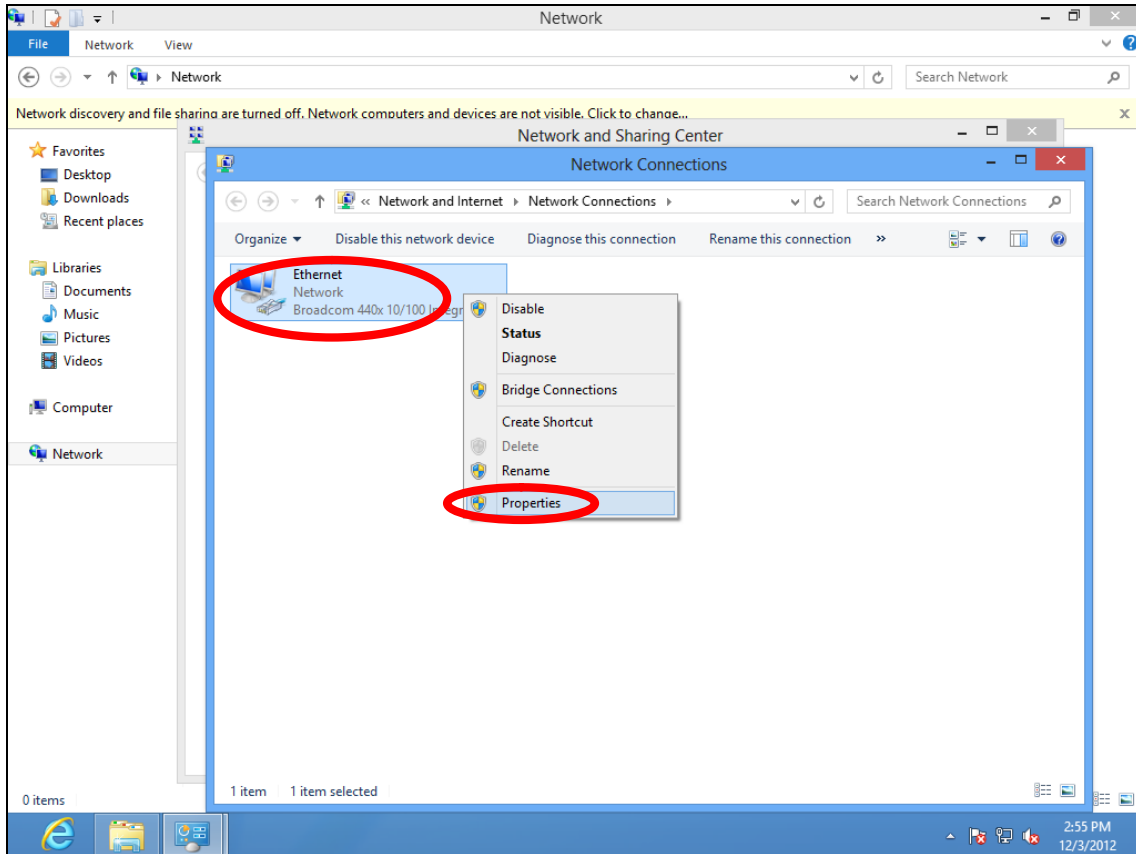 Network
File Network View
Network
Search Network
Network discovery and file sharing are turned off. Network computers and devices are not visible. Click to change...
x
Network and Sharing Center
Network Connections
« Network and Internet Network Connections
Search Network Connections
Organize Disable this network device Diagnose this connection Rename this connection »
Favorites
Desktop
Downloads
Recent places
Libraries
Documents
Music
Pictures
Videos
Computer
Network
Ethernet
Network
Broadcom 440x 10/100
Disable
Status
Diagnose
Bridge Connections
Create Shortcut
Delete
Rename
Properties
1 item 1 item selected
0 items
2:55 PM
12/3/2012